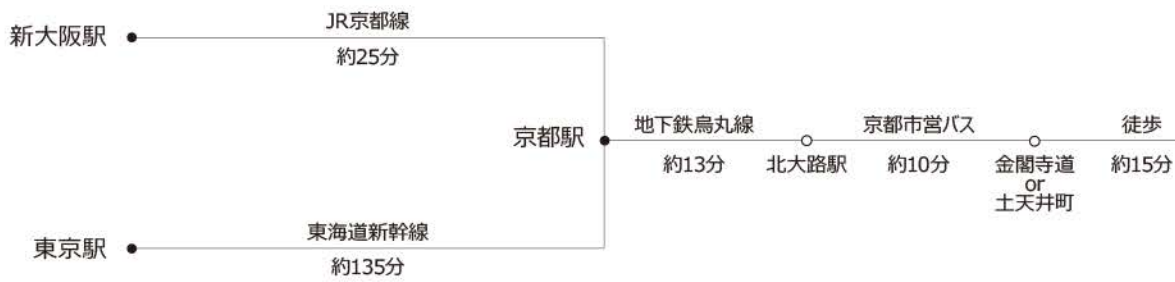 新大阪駅
JR京都線
約25分
京都駅
地下鉄烏丸線
約13分
北大路駅
京都市営バス
約10分
金閣寺道
or
土天井町
徒歩
約15分
東京駅
東海道新幹線
約135分